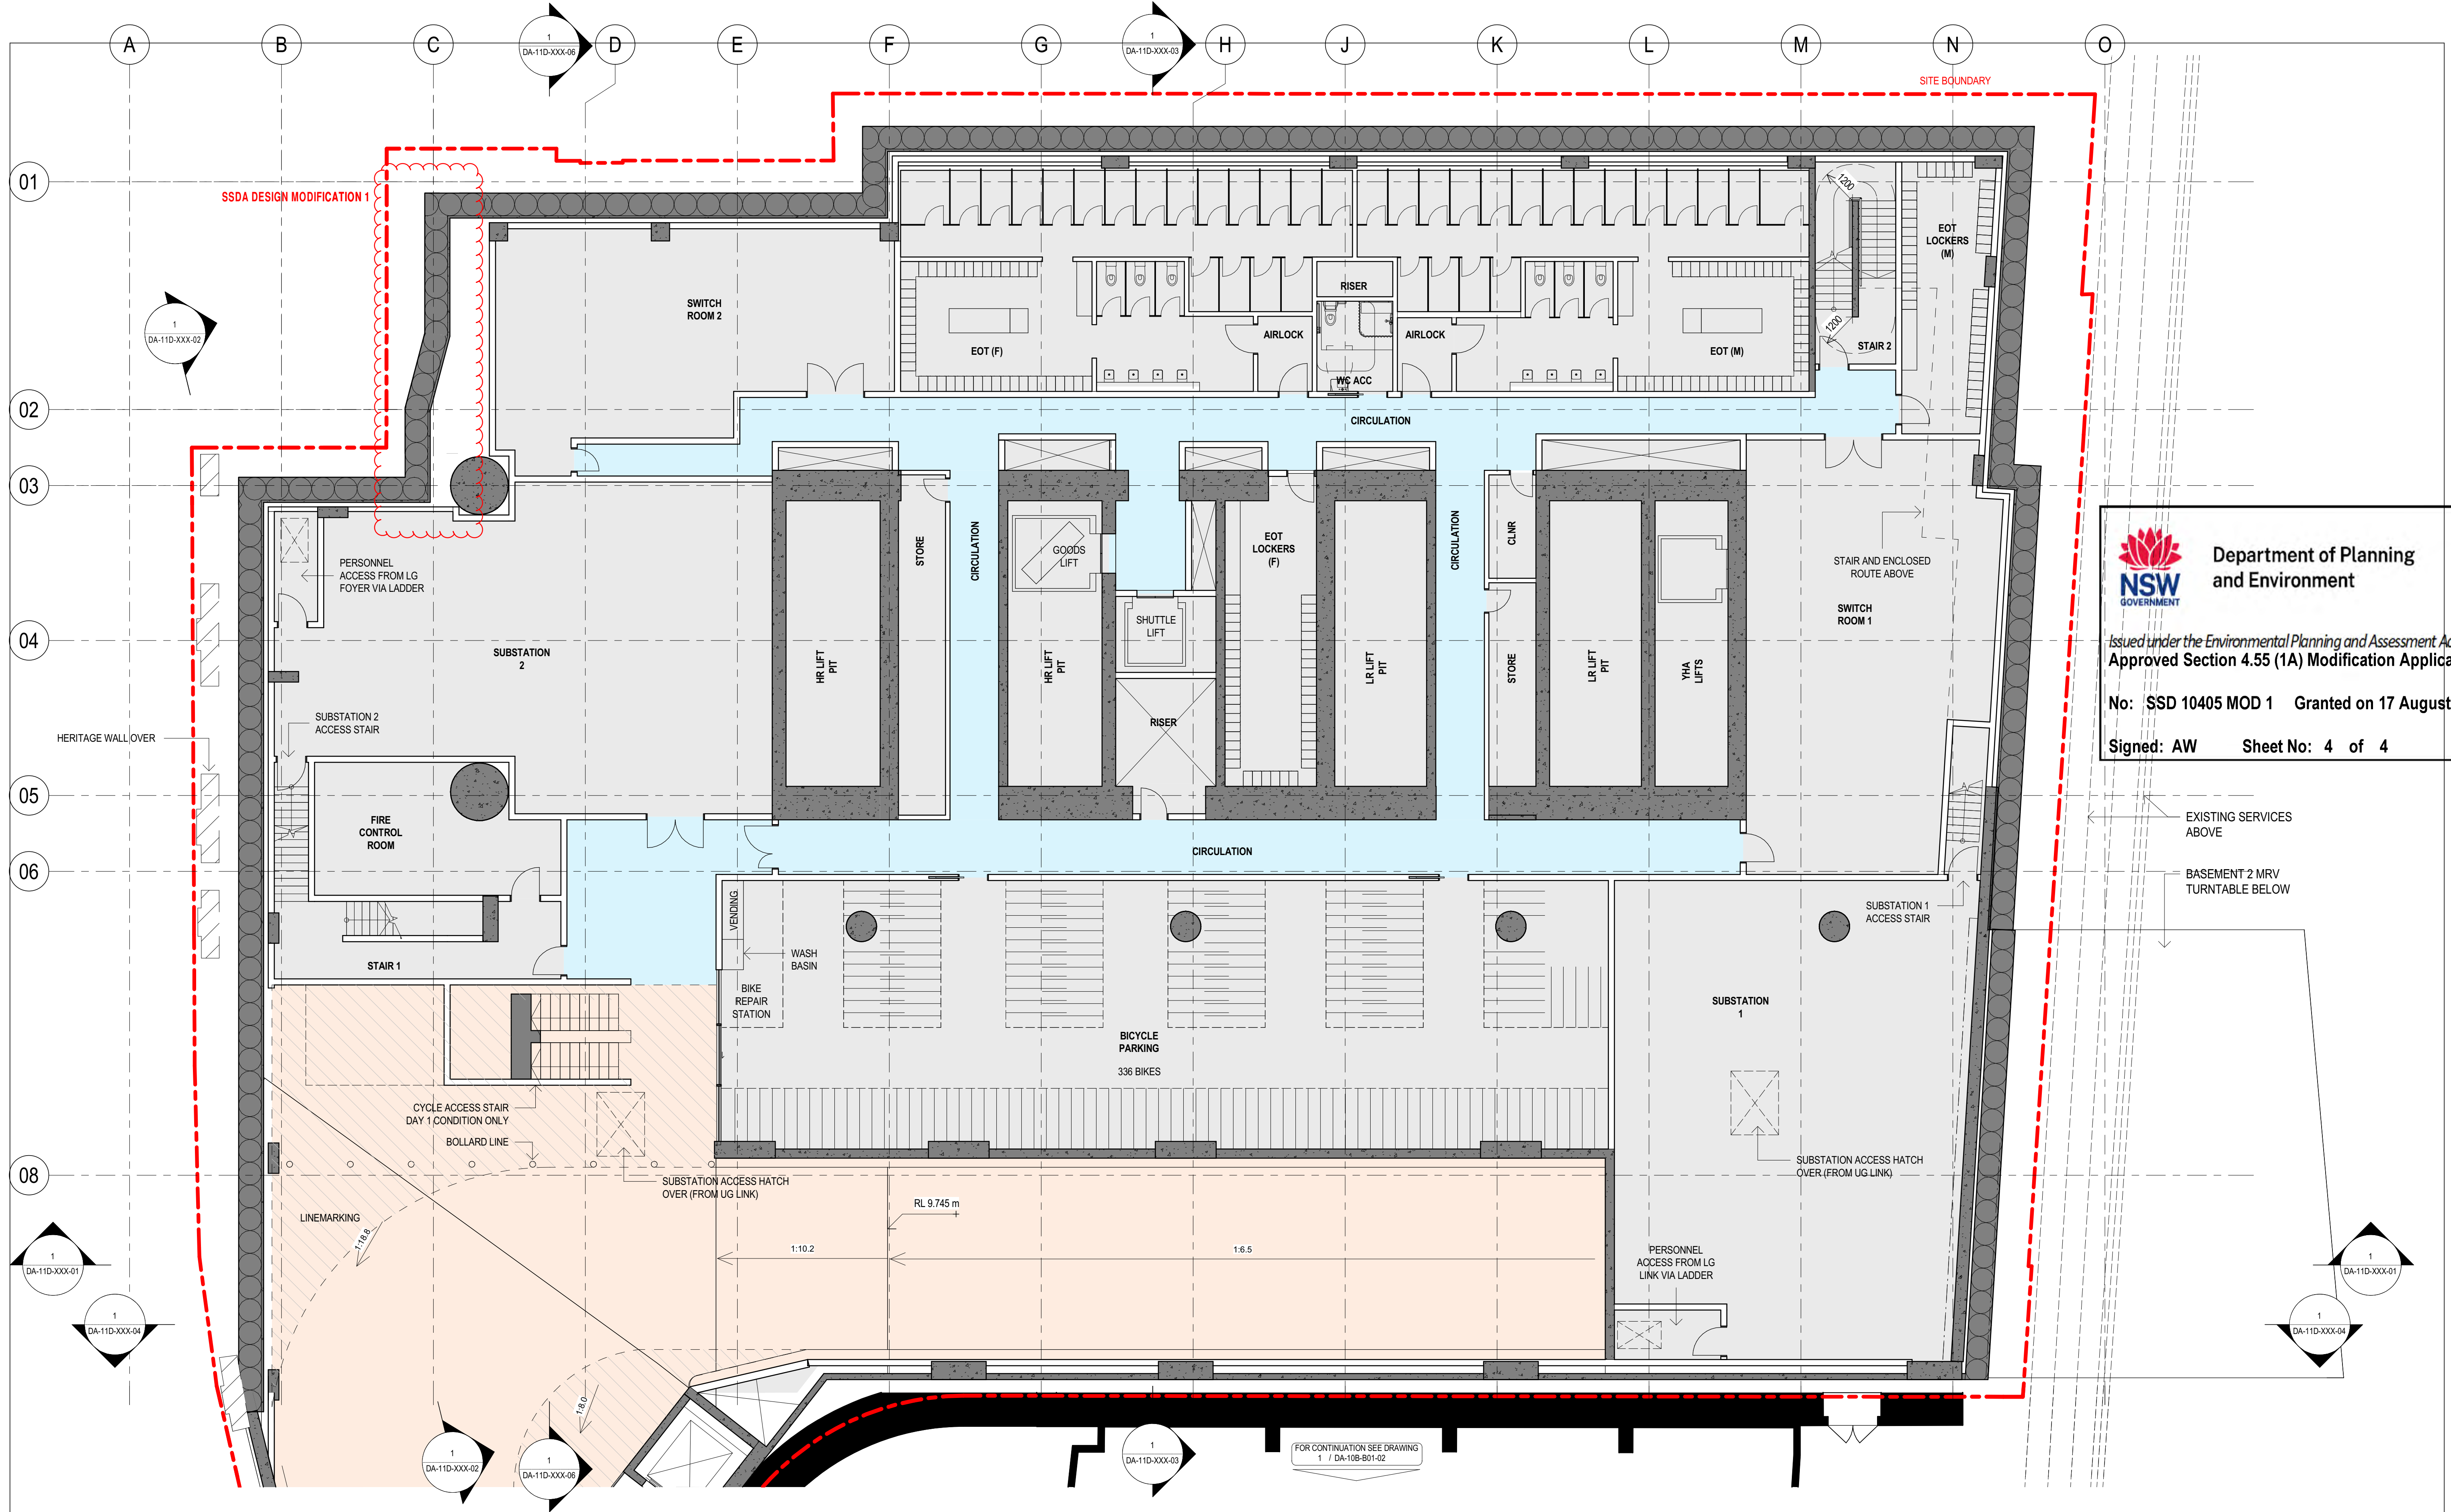 A
B
C
1
DA-11D-XXX-06
D
E
F
G
1
DA-11D-XXX-03
H
J
K
L
M
N
O
SITE BOUNDARY
01
SSDA DESIGN MODIFICATION 1
1200
EOT
LOCKERS
(M)
RISER
SWITCH
ROOM 2
1
DA-11D-XXX-02
1200
AIRLOCK
AIRLOCK
STAIR 2
EOT (F)
EOT (M)
WC ACC
02
CIRCULATION
03
STORE
CIRCULATION
GOODS
LIFT
EOT
LOCKERS
(F)
CIRCULATION
CLNR
PERSONNEL
ACCESS FROM LG
FOYER VIA LADDER
STAIR AND ENCLOSED
ROUTE ABOVE
NSW
GOVERNMENT
Department of Planning
and Environment
SWITCH
ROOM 1
SHUTTLE
LIFT
04
Issued under the Environmental Planning and Assessment Ac
Approved Section 4.55 (1A) Modification Applica
SUBSTATION
2
HR LIFT
PIT
HR LIFT
PIT
LR LIFT
PIT
STORE
LR LIFT
PIT
YHA
LIFTS
No: SSD 10405 MOD 1 Granted on 17 August
RISER
SUBSTATION 2
ACCESS STAIR
HERITAGE WALL OVER
Signed: AW Sheet No: 4 of 4
05
FIRE
CONTROL
ROOM
EXISTING SERVICES
ABOVE
CIRCULATION
06
BASEMENT 2 MRV
TURNTABLE BELOW
VENDING
SUBSTATION 1
ACCESS STAIR
WASH
BASIN
STAIR 1
BIKE
REPAIR
STATION
SUBSTATION
1
BICYCLE
PARKING
336 BIKES
CYCLE ACCESS STAIR
DAY 1 CONDITION ONLY
BOLLARD LINE
SUBSTATION ACCESS HATCH
OVER (FROM UG LINK)
08
SUBSTATION ACCESS HATCH
OVER (FROM UG LINK)
RL 9.745 m
LINEMARKING
1:18.8
1:10.2
1:6.5
PERSONNEL
ACCESS FROM LG
LINK VIA LADDER
1
DA-11D-XXX-01
1
DA-11D-XXX-01
1
DA-11D-XXX-04
1
DA-11D-XXX-04
1:8.0
1
DA-11D-XXX-02
1
DA-11D-XXX-06
1
DA-11D-XXX-03
FOR CONTINUATION SEE DRAWING
1 / DA-10B-B01-02